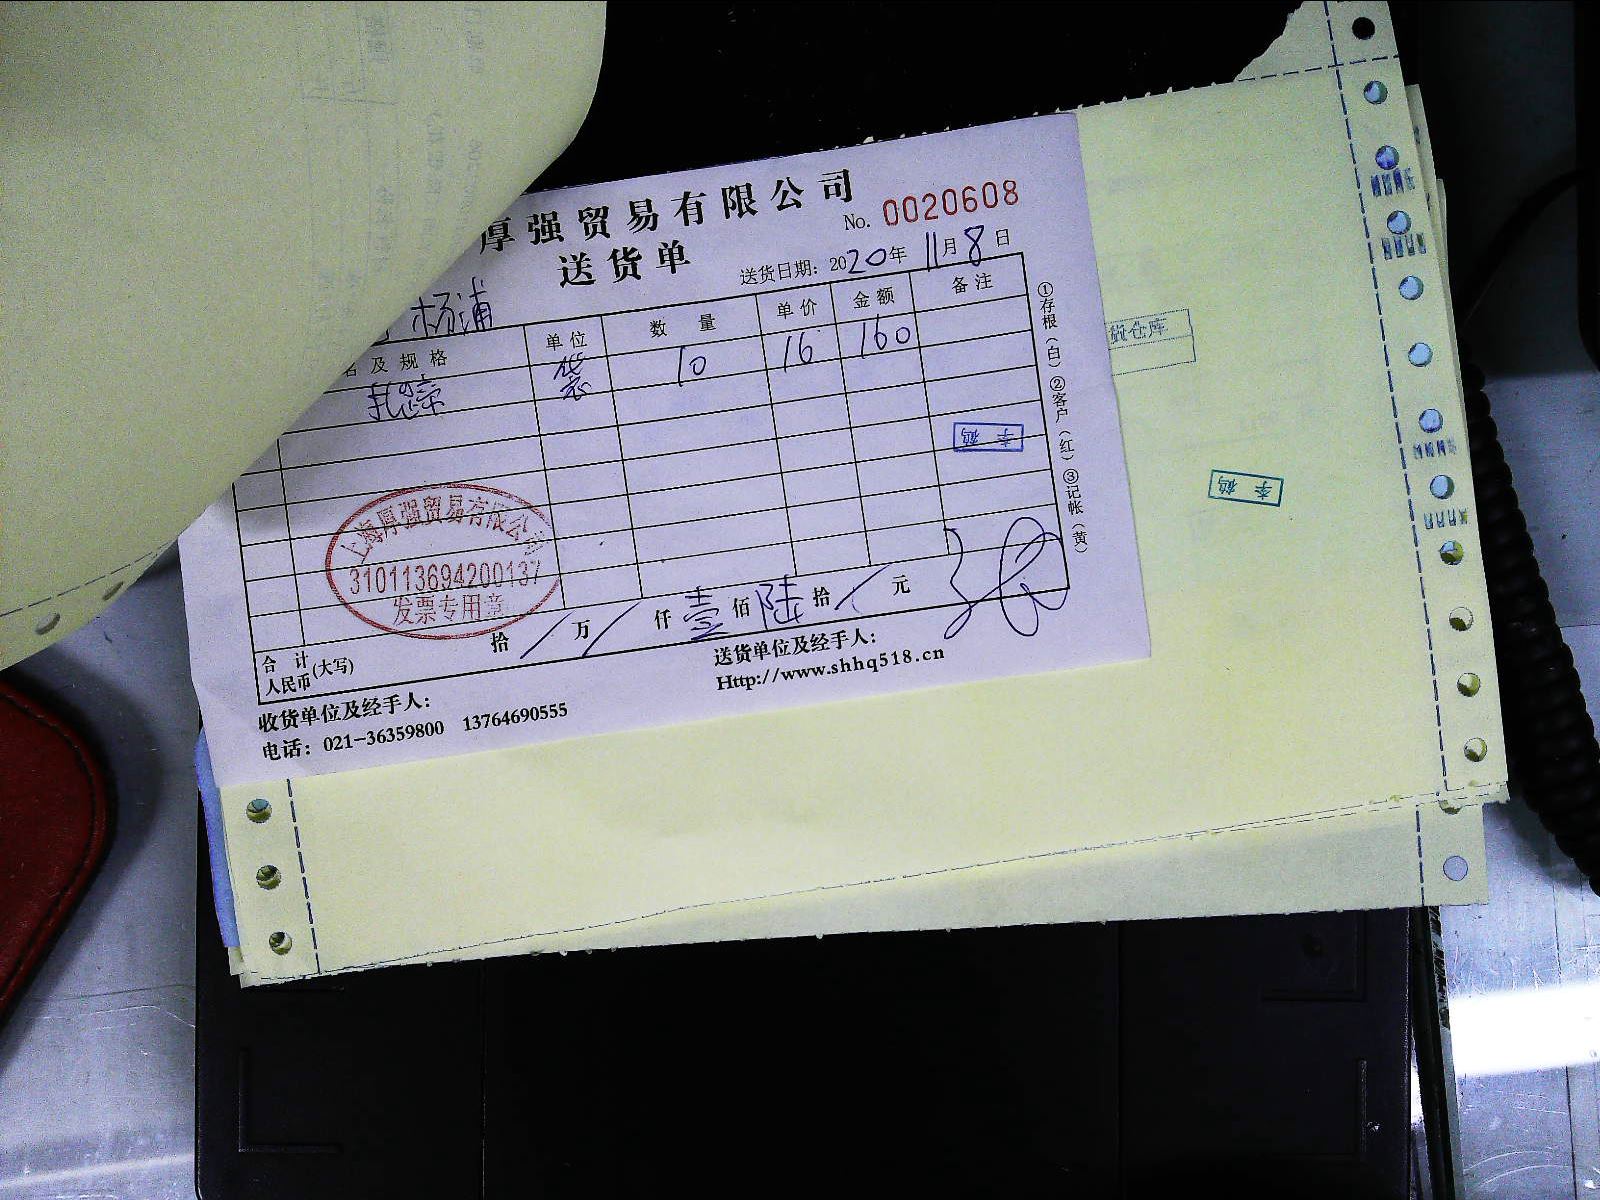 厚强贸易有限公司
No. 0020608
送货单
送货日期: 2020年 11月 8日
杨浦
名及规格 单位 数量 单价 金额 备注
扎 袋 10 16 160
李鹤
上海厚强贸易有限公司
310113694200137
发票专用章
合计 人民币 (大写) 拾 / 万 / 仟 壹 佰 陆 拾 / 元
收货单位及经手人:
送货单位及经手人:
电话: 021-36359800 13764690555
Http://www.shhq518.cn
①存根(白)②客户(红)③记帐(黄)
货仓库
李鹤